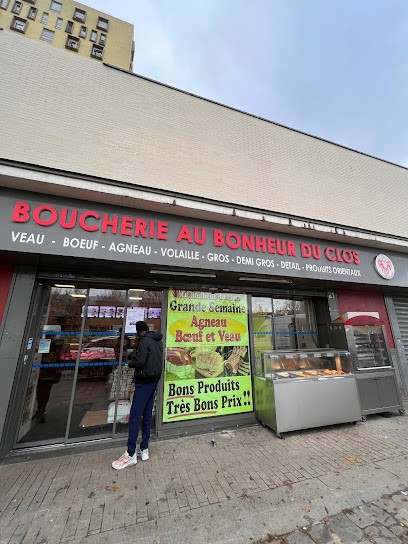 BOUCHERIE AU BONHEUR DU CLOS
VEAU - BOEUF - AGNEAU - VOLAILLE - GROS - DEMI GROS - DETAIL - PRODUITS ORIENTAUX
Grande Semaine
Agneau
Bœuf et Veau
Bons Produits
Très Bons Prix !!